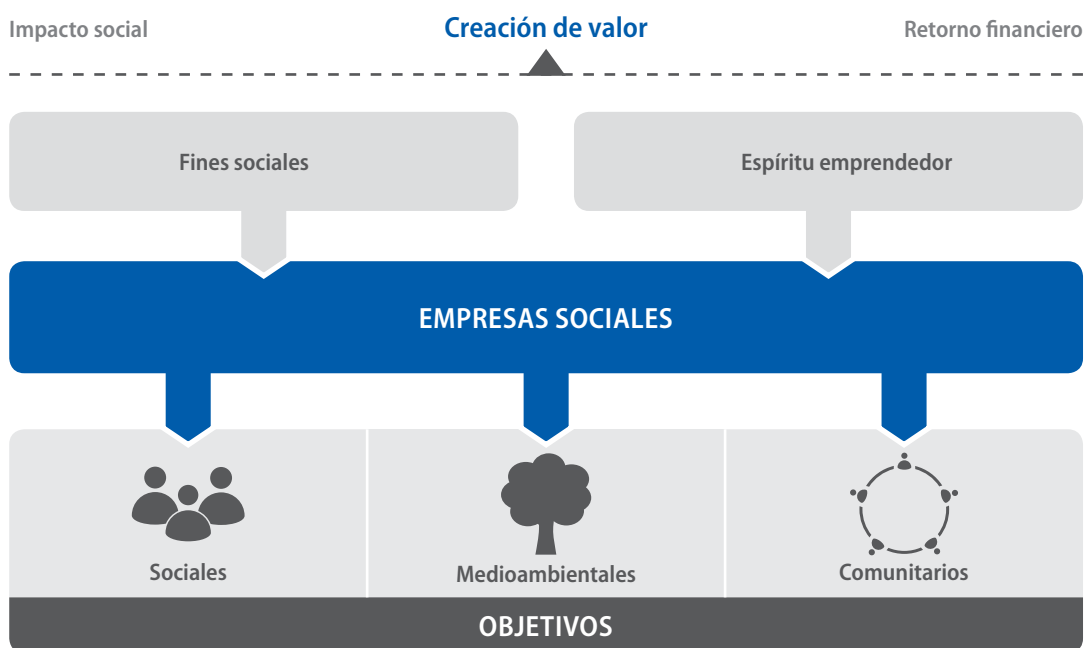 Impacto social
Creación de valor
Retorno financiero
Fines sociales
Espíritu emprendedor
EMPRESAS SOCIALES
Sociales
Medioambientales
Comunitarios
OBJETIVOS